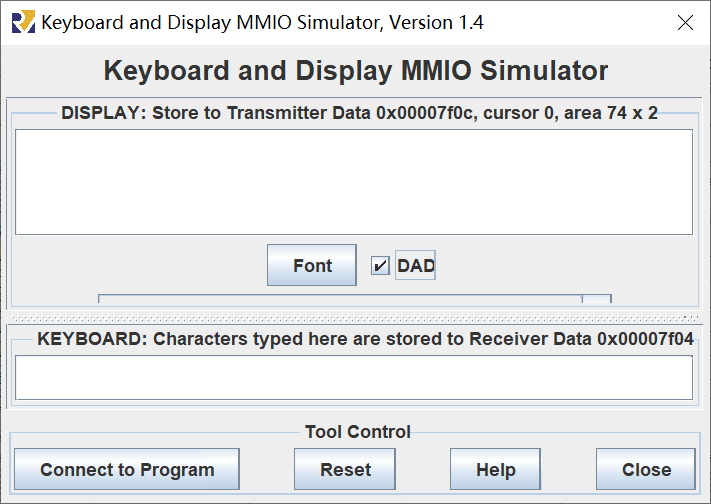 Keyboard and Display MMIO Simulator, Version 1.4
Keyboard and Display MMIO Simulator
DISPLAY: Store to Transmitter Data 0x00007f0c, cursor 0, area 74 x 2
Font
DAD
KEYBOARD: Characters typed here are stored to Receiver Data 0x00007f04
Tool Control
Connect to Program
Reset
Help
Close